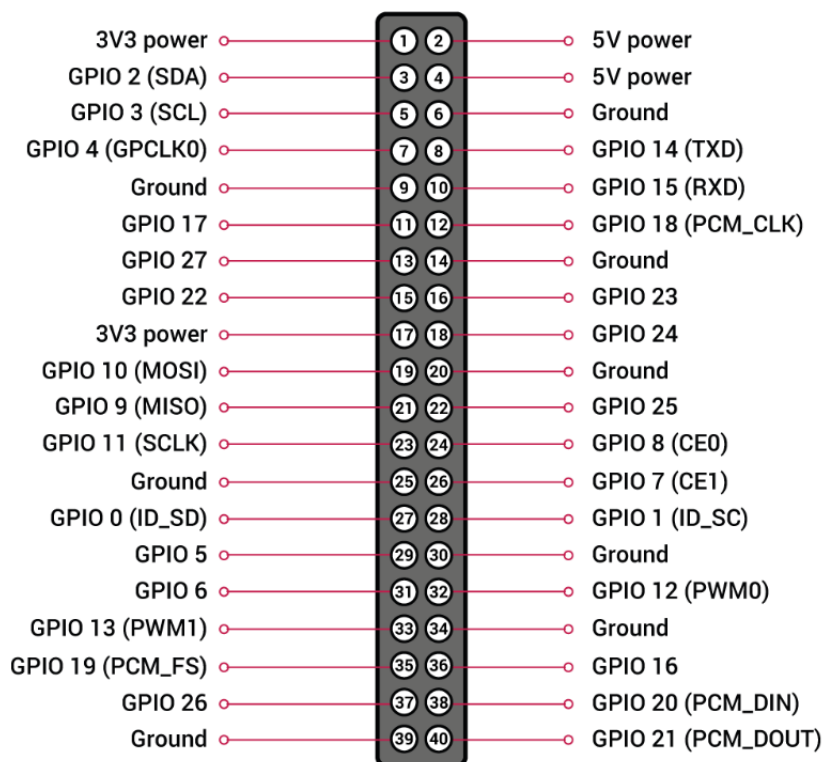 3V3 power 1 2 5V power
GPIO 2 (SDA) 3 4 5V power
GPIO 3 (SCL) 5 6 Ground
GPIO 4 (GPCLK0) 7 8 GPIO 14 (TXD)
Ground 9 10 GPIO 15 (RXD)
GPIO 17 11 12 GPIO 18 (PCM_CLK)
GPIO 27 13 14 Ground
GPIO 22 15 16 GPIO 23
3V3 power 17 18 GPIO 24
GPIO 10 (MOSI) 19 20 Ground
GPIO 9 (MISO) 21 22 GPIO 25
GPIO 11 (SCLK) 23 24 GPIO 8 (CE0)
Ground 25 26 GPIO 7 (CE1)
GPIO 0 (ID_SD) 27 28 GPIO 1 (ID_SC)
GPIO 5 29 30 Ground
GPIO 6 31 32 GPIO 12 (PWM0)
GPIO 13 (PWM1) 33 34 Ground
GPIO 19 (PCM_FS) 35 36 GPIO 16
GPIO 26 37 38 GPIO 20 (PCM_DIN)
Ground 39 40 GPIO 21 (PCM_DOUT)